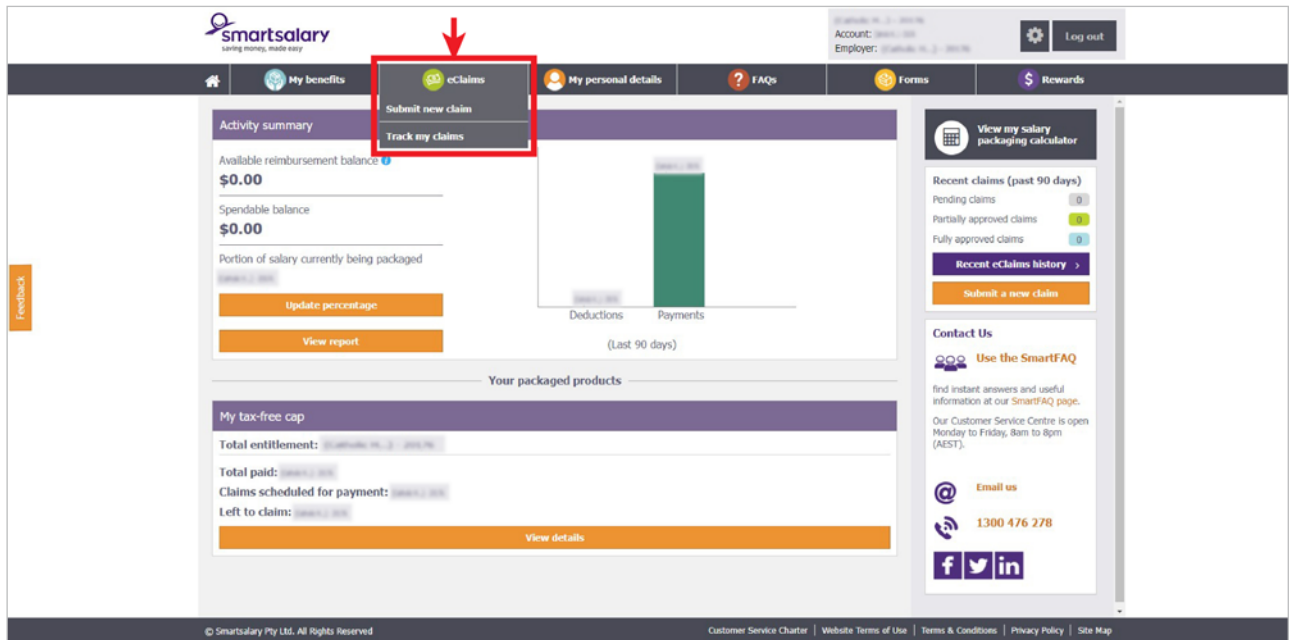 smartsalary
saving money, made easy
Account:
Employer:
Log out
My benefits
eClaims
My personal details
? FAQs
Forms
$ Rewards
Submit new claim
Track my claims
Activity summary
Available reimbursement balance i
$0.00
Spendable balance
$0.00
Portion of salary currently being packaged
Update percentage
View report
Deductions Payments
(Last 90 days)
View my salary
packaging calculator
Recent claims (past 90 days)
Pending claims 0
Partially approved claims 0
Fully approved claims 0
Recent eClaims history >
Submit a new claim
Feedback
Your packaged products
My tax-free cap
Total entitlement:
Total paid:
Claims scheduled for payment:
Left to claim:
View details
Contact Us
Use the SmartFAQ
find instant answers and useful
information at our SmartFAQ page.
Our Customer Service Centre is open
Monday to Friday, 8am to 8pm
(AEST).
@ Email us
1300 476 278
f in
© Smartsalary Pty Ltd. All Rights Reserved
Customer Service Charter | Website Terms of Use | Terms & Conditions | Privacy Policy | Site Map